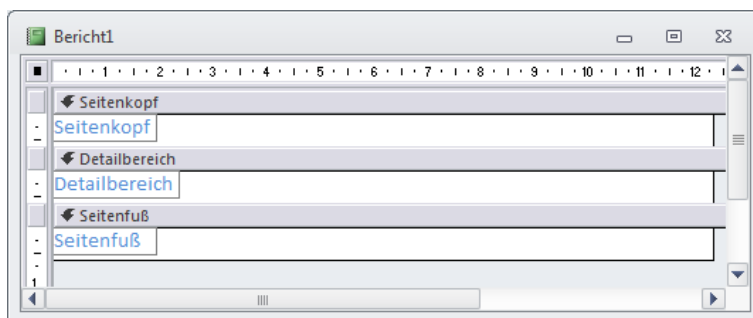 Bericht1
1 2 3 4 5 6 7 8 9 10 11 12
Seitenkopf
Seitenkopf
Detailbereich
Detailbereich
Seitenfuß
Seitenfuß
1